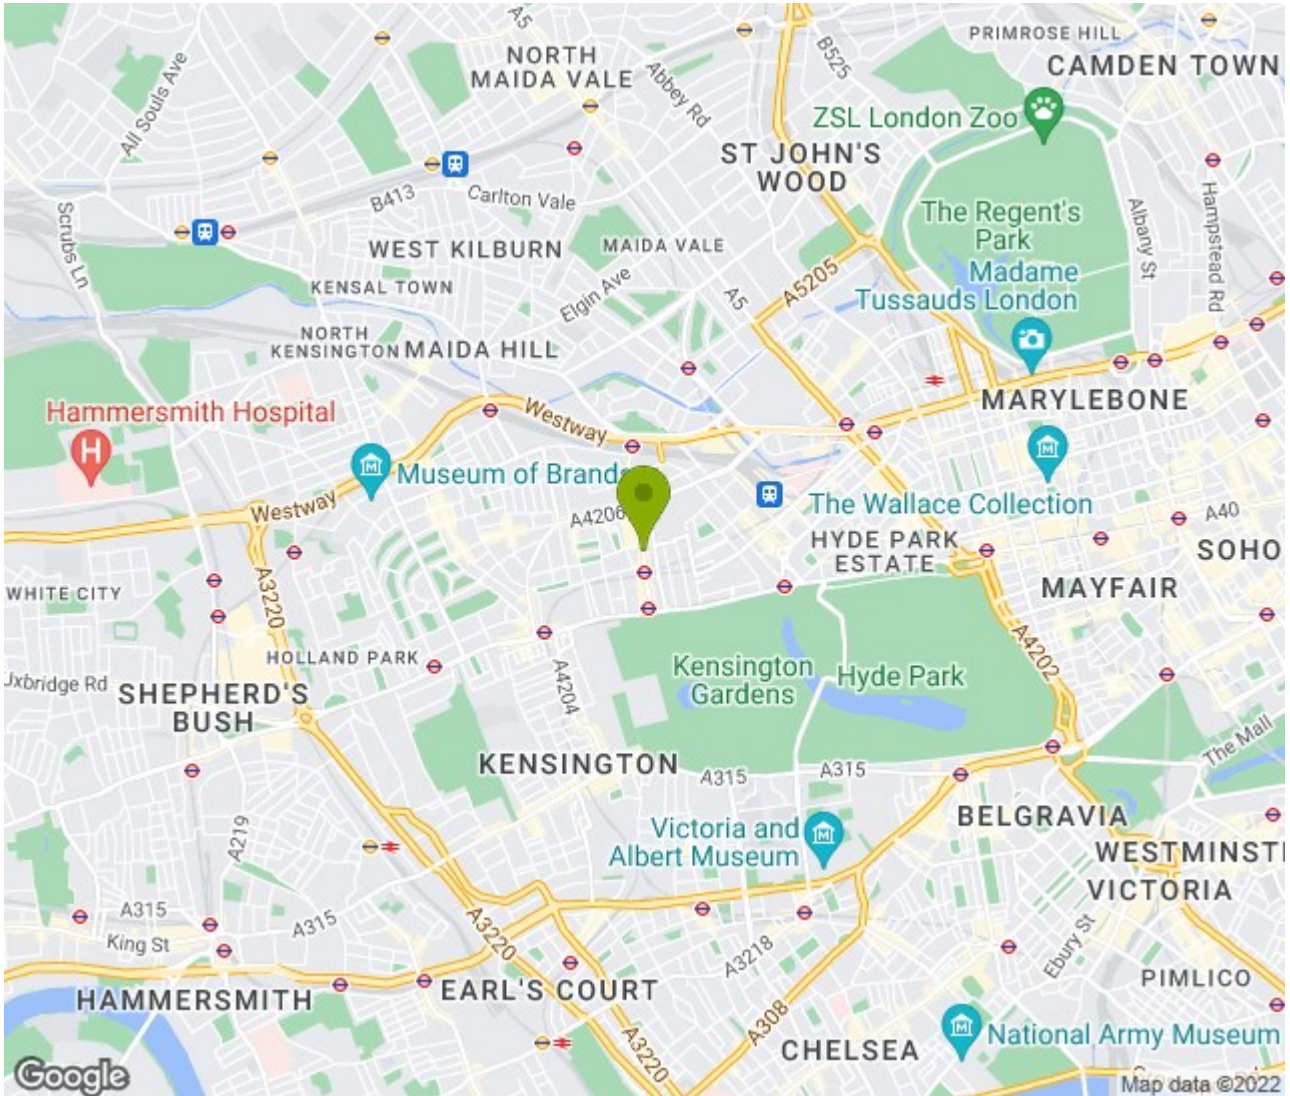 A5
NORTH
MAIDA VALE
Abbey Rd
B525
PRIMROSE HILL
CAMDEN TOWN
All Souls Ave
ZSL London Zoo
ST JOHN'S
WOOD
B413
Carlton Vale
Scrubs Ln
The Regent's
Park
Albany St
Hampstead Rd
WEST KILBURN
MAIDA VALE
KENSAL TOWN
Elgin Ave
A5
A5205
Madame
Tussauds London
NORTH
KENSINGTON
MAIDA HILL
Hammersmith Hospital
H
Westway
MARYLEBONE
Museum of Brands
M
M
The Wallace Collection
Westway
A4206
A40
HYDE PARK
ESTATE
SOHO
A3220
WHITE CITY
MAYFAIR
A4202
HOLLAND PARK
A4204
Kensington
Gardens
Hyde Park
Uxbridge Rd
SHEPHERD'S
BUSH
KENSINGTON
A315
A315
The Mall
A219
Victoria and
Albert Museum
M
BELGRAVIA
WESTMINST
VICTORIA
A315
King St
A315
A3220
A3218
Ebury St
HAMMERSMITH
EARL'S COURT
PIMLICO
A308
A3220
CHELSEA
M
National Army Museum
Google
Map data ©2022